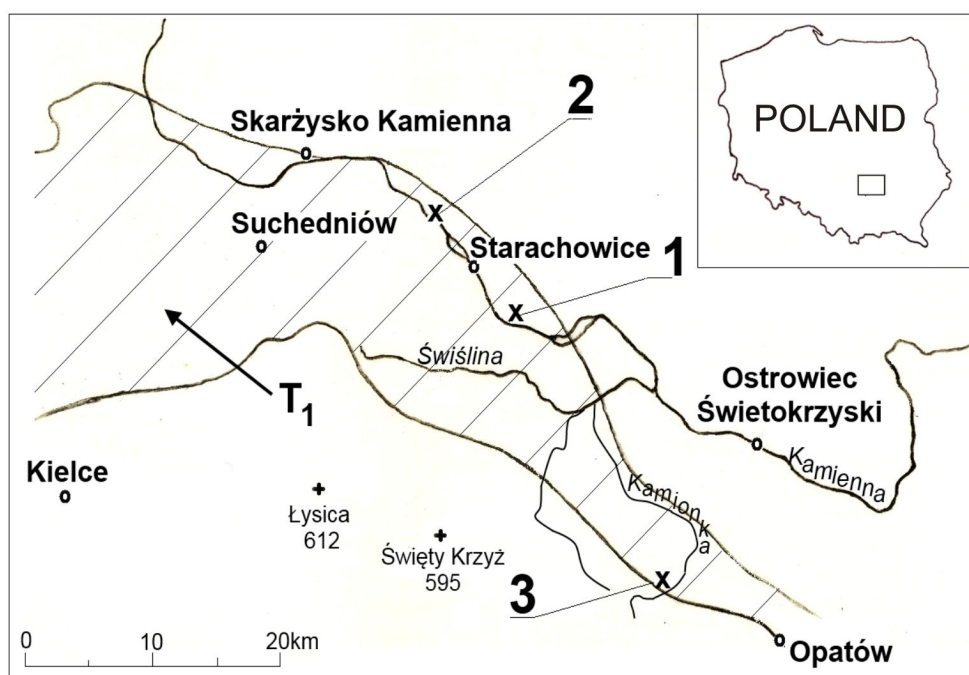 POLAND
2
Skarżysko Kamienna
Suchedniów
Starachowice
1
Świślina
T1
Ostrowiec
Świetokrzyski
Kamienna
Kielce
Łysica
612
Święty Krzyż
595
Kamionka
3
Opatów
0 10 20km